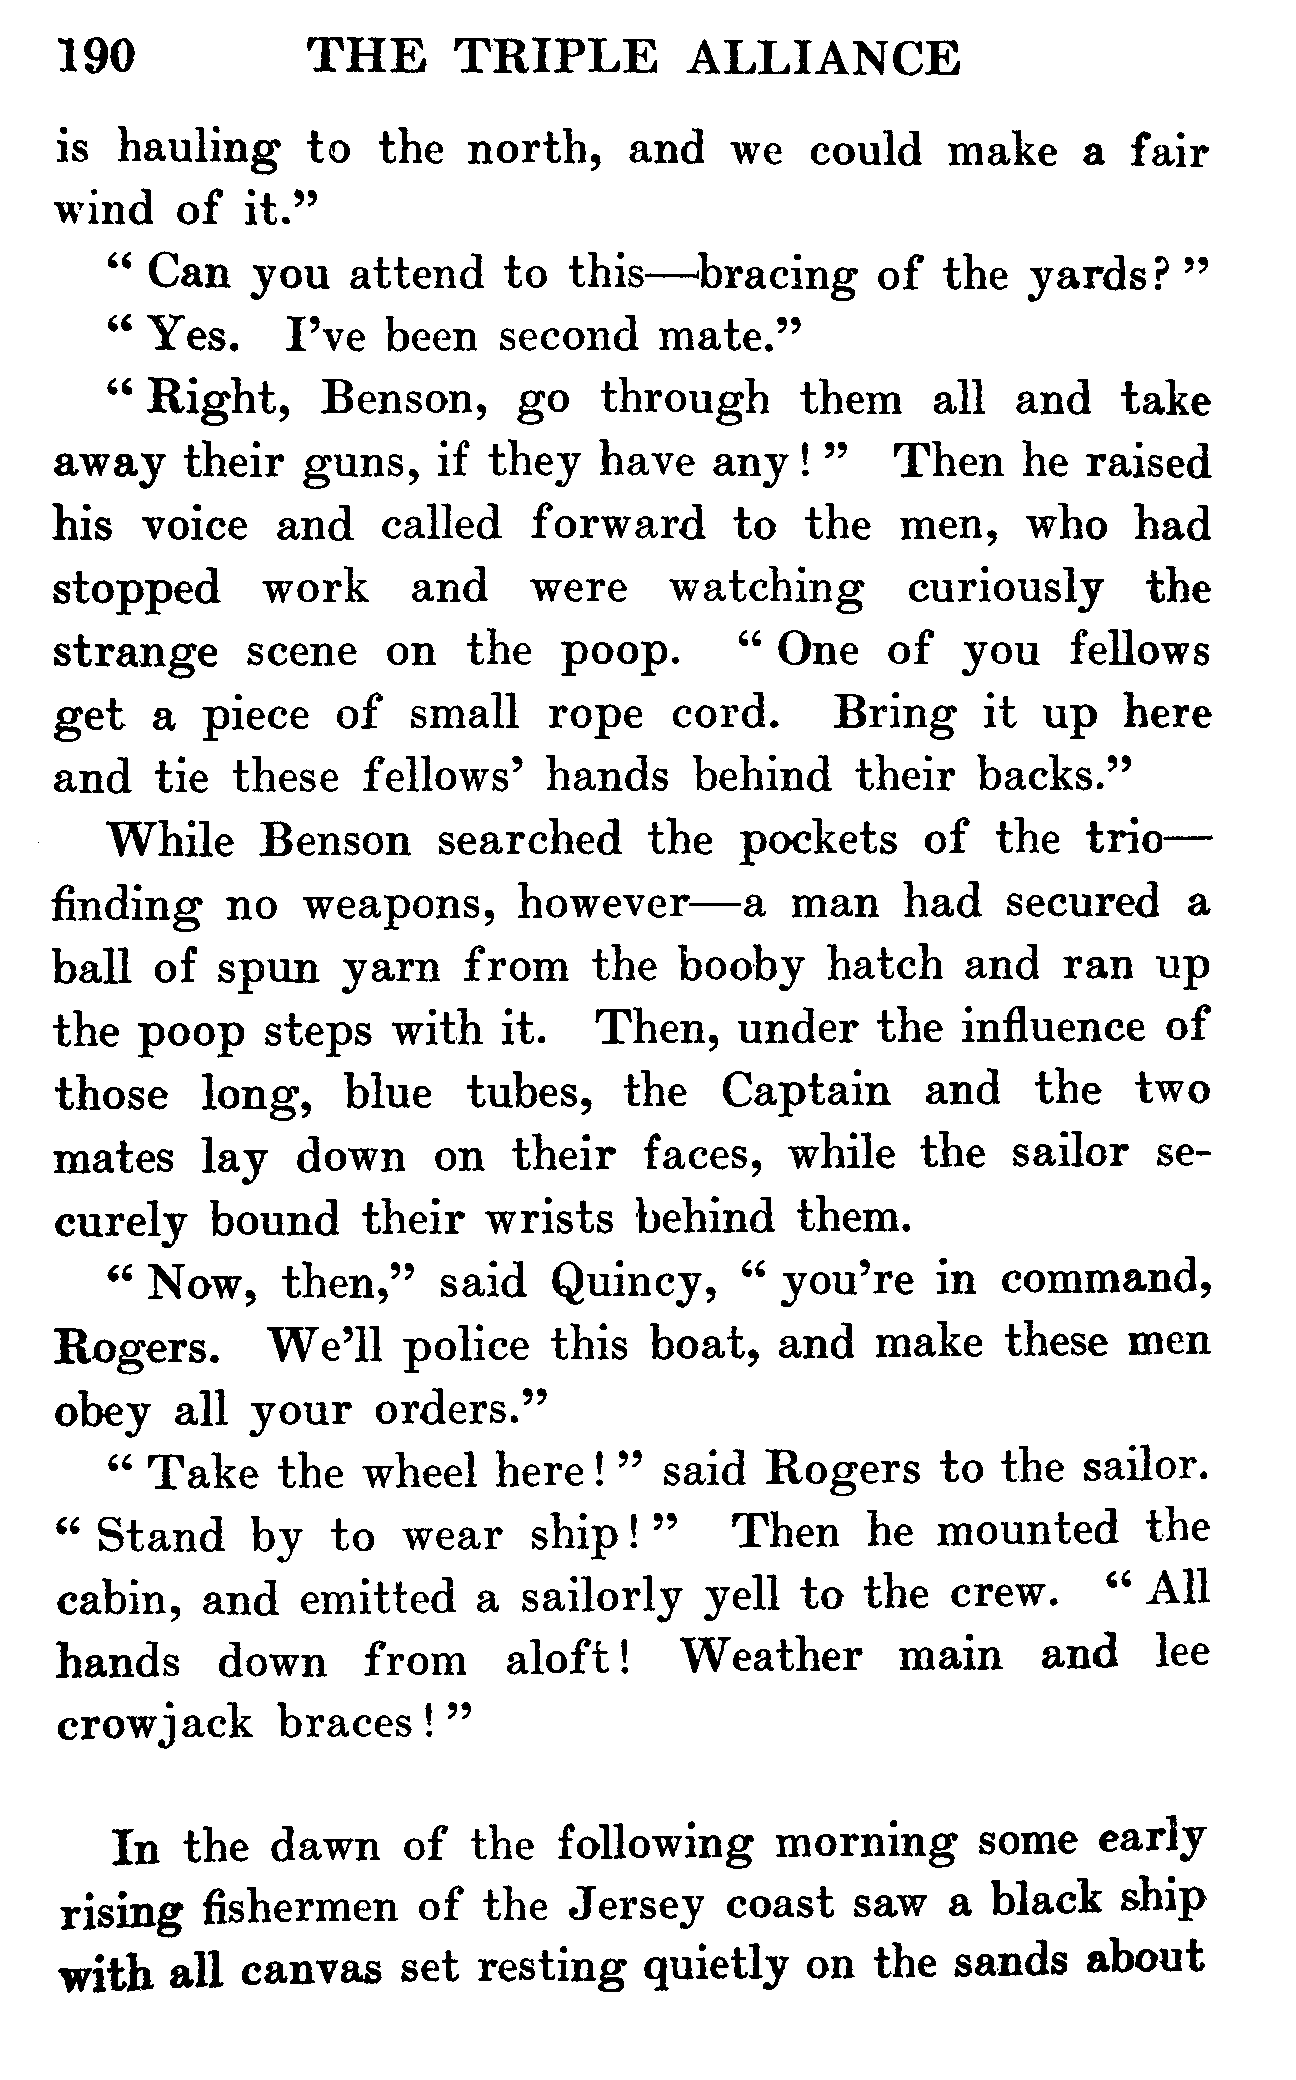 190 THE TRIPLE ALLIANCE
is hauling to the north, and we could make a fair
wind of it.”
“ Can you attend to this—bracing of the yards? ”
“ Yes. I’ve been second mate.”
“ Right, Benson, go through them all and take
away their guns, if they have any! ” Then he raised
his voice and called forward to the men, who had
stopped work and were watching curiously the
strange scene on the poop. “ One of you fellows
get a piece of small rope cord. Bring it up here
and tie these fellows’ hands behind their backs.”
While Benson searched the pockets of the trio—
finding no weapons, however—a man had secured a
ball of spun yarn from the booby hatch and ran up
the poop steps with it. Then, under the influence of
those long, blue tubes, the Captain and the two
mates lay down on their faces, while the sailor se-
curely bound their wrists behind them.
“ Now, then,” said Quincy, “ you’re in command,
Rogers. We’ll police this boat, and make these men
obey all your orders.”
“ Take the wheel here! ” said Rogers to the sailor.
“ Stand by to wear ship! ” Then he mounted the
cabin, and emitted a sailorly yell to the crew. “ All
hands down from aloft! Weather main and lee
crowjack braces! ”
In the dawn of the following morning some early
rising fishermen of the Jersey coast saw a black ship
with all canvas set resting quietly on the sands about